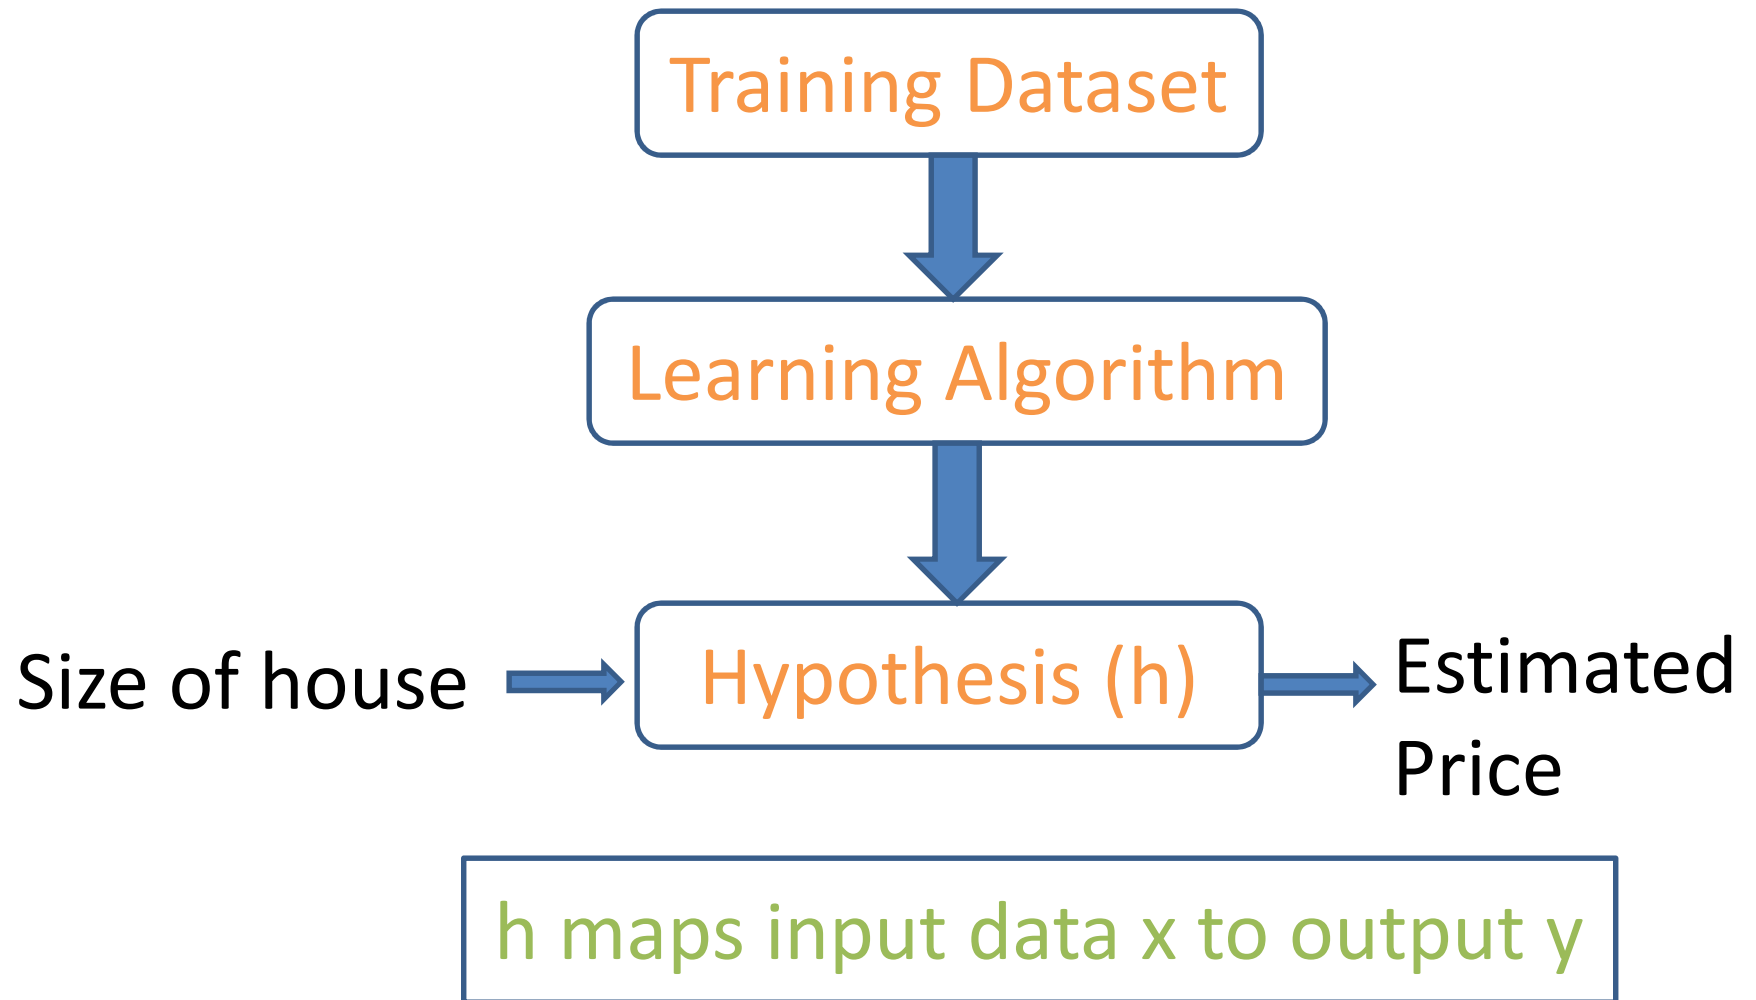 Training Dataset
Learning Algorithm
Size of house
Hypothesis (h)
Estimated
Price
h maps input data x to output y